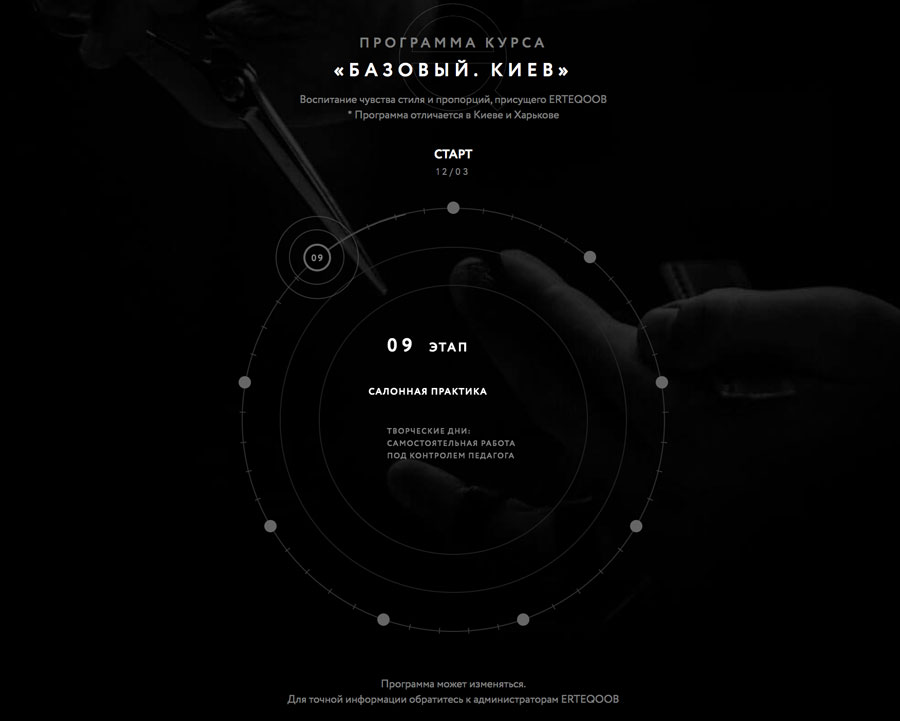 ПРОГРАММА КУРСА
«БАЗОВЫЙ. КИЕВ»
Воспитание чувства стиля и пропорций, присущего ERTEQOOB
* Программа отличается в Киеве и Харькове
СТАРТ
12/03
09
09 ЭТАП
САЛОННАЯ ПРАКТИКА
ТВОРЧЕСКИЕ ДНИ:
САМОСТОЯТЕЛЬНАЯ РАБОТА
ПОД КОНТРОЛЕМ ПЕДАГОГА
Программа может изменяться.
Для точной информации обратитесь к администраторам ERTEQOOB